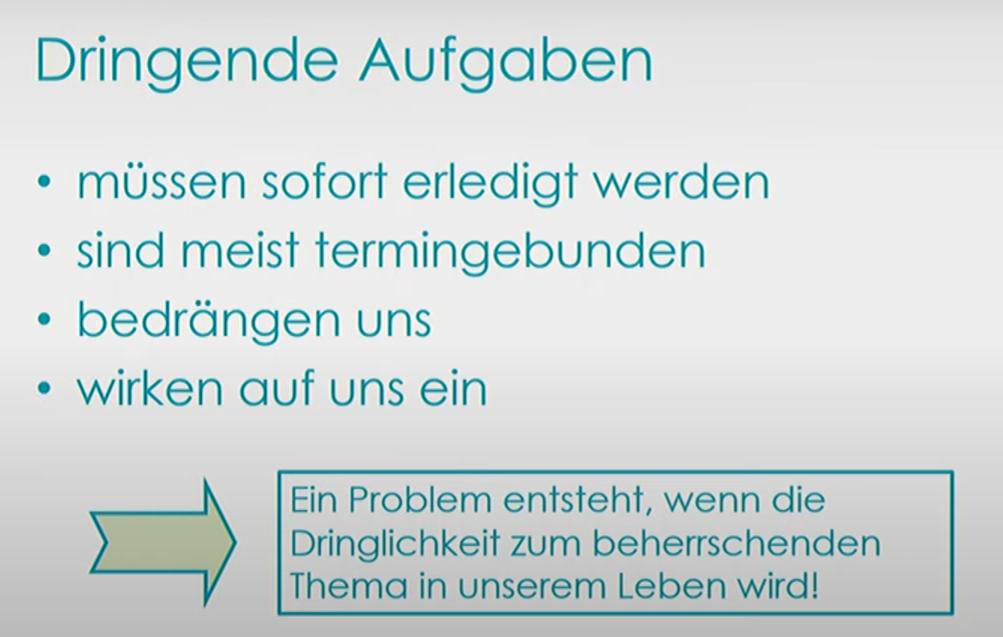 Dringende Aufgaben
• müssen sofort erledigt werden
• sind meist termingebunden
• bedrängen uns
• wirken auf uns ein
Ein Problem entsteht, wenn die
Dringlichkeit zum beherrschenden
Thema in unserem Leben wird!